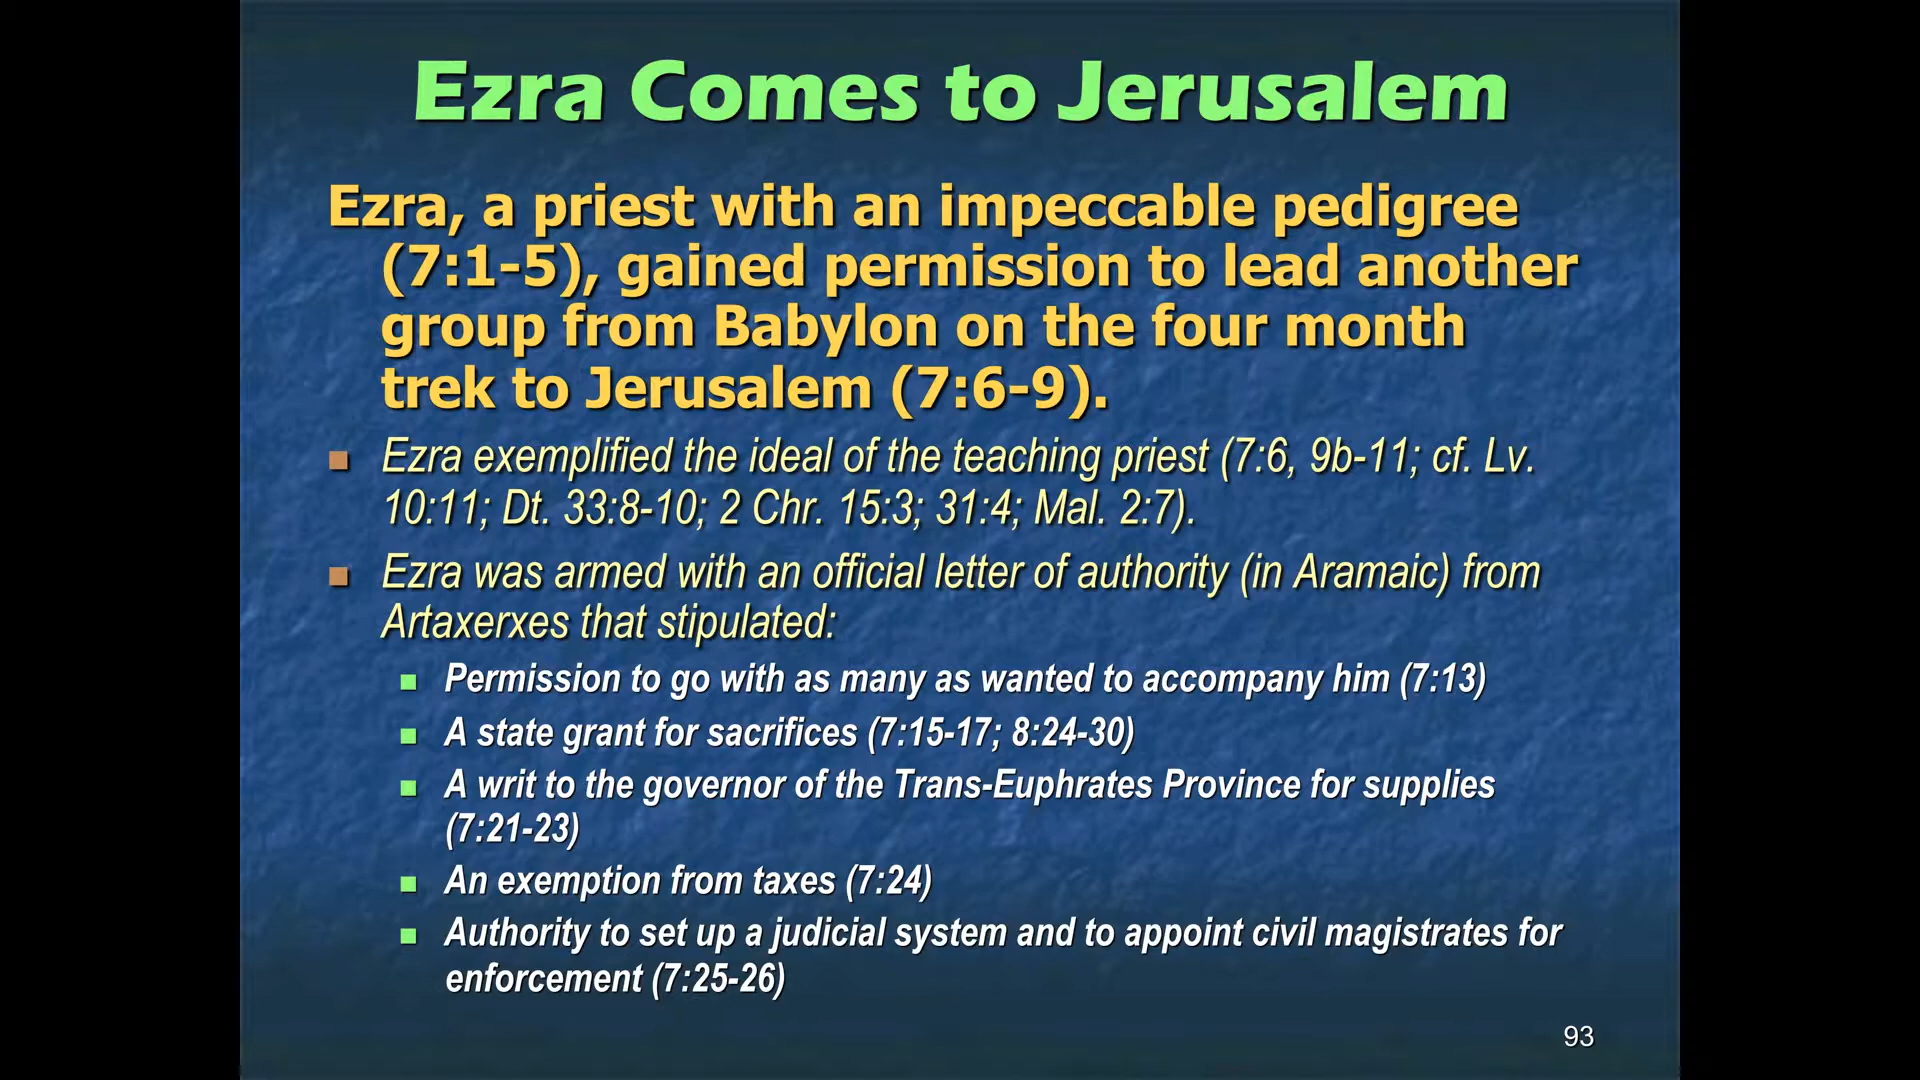 Ezra Comes to Jerusalem
Ezra, a priest with an impeccable pedigree
(7:1-5), gained permission to lead another
group from Babylon on the four month
trek to Jerusalem (7:6-9).
Ezra exemplified the ideal of the teaching priest (7:6, 9b-11; cf. Lv.
10:11; Dt. 33:8-10; 2 Chr. 15:3; 31:4; Mal. 2:7).
Ezra was armed with an official letter of authority (in Aramaic) from
Artaxerxes that stipulated:
Permission to go with as many as wanted to accompany him (7:13)
A state grant for sacrifices (7:15-17; 8:24-30)
A writ to the governor of the Trans-Euphrates Province for supplies
(7:21-23)
An exemption from taxes (7:24)
Authority to set up a judicial system and to appoint civil magistrates for
enforcement (7:25-26)
93